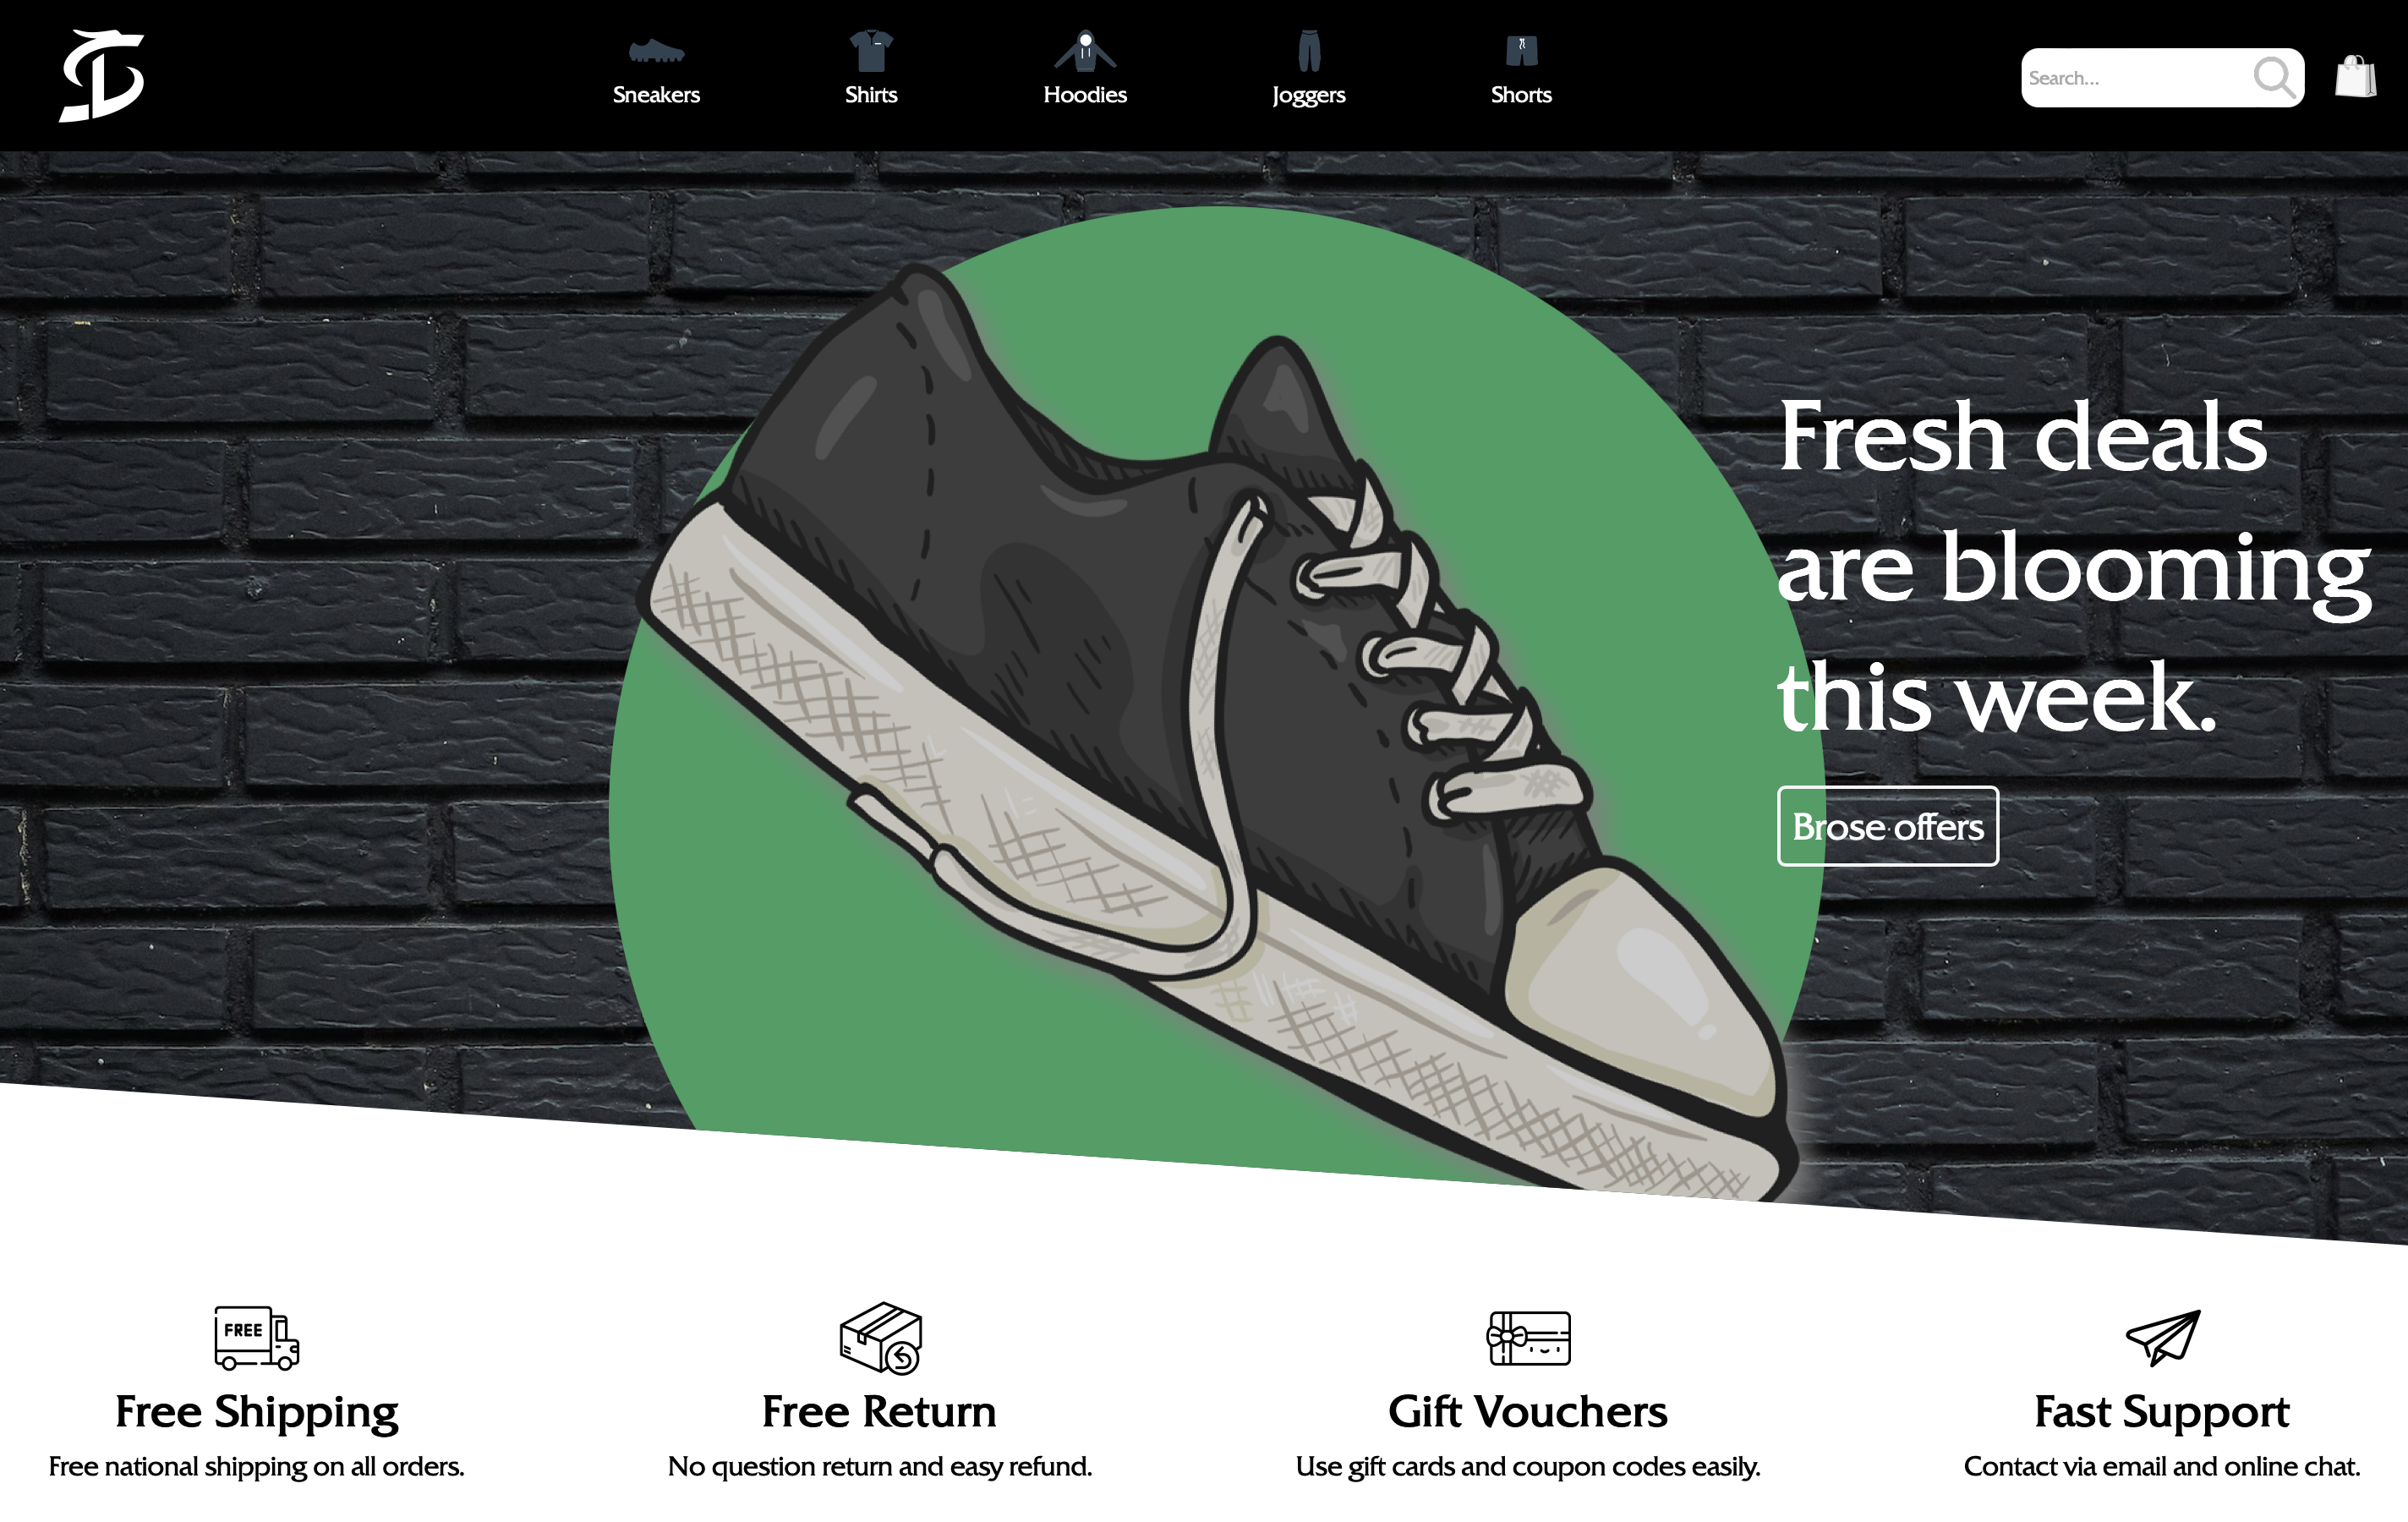 Sneakers
Shirts
Hoodies
Joggers
Shorts
Search...
Fresh deals
are blooming
this week.
Brose offers
FREE
Free Shipping
Free national shipping on all orders.
Free Return
No question return and easy refund.
Gift Vouchers
Use gift cards and coupon codes easily.
Fast Support
Contact via email and online chat.